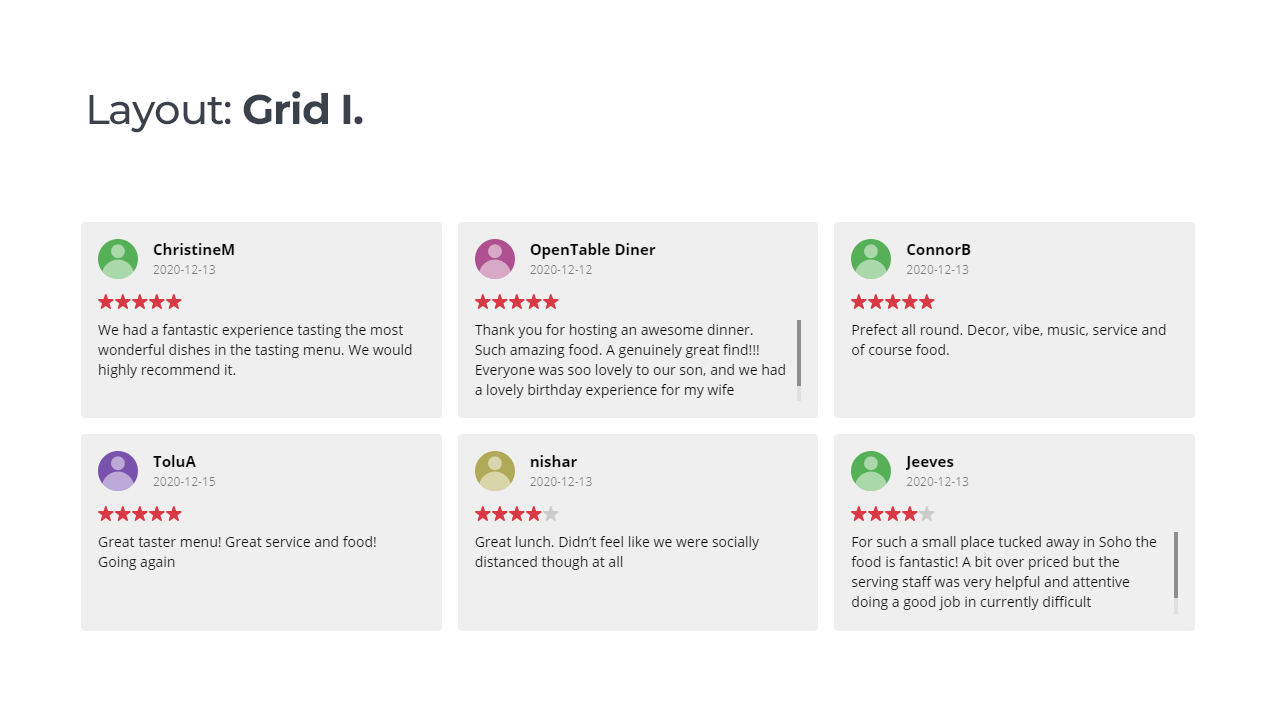 Layout: Grid I.
ChristineM
2020-12-13
We had a fantastic experience tasting the most
wonderful dishes in the tasting menu. We would
highly recommend it.
OpenTable Diner
2020-12-12
Thank you for hosting an awesome dinner.
Such amazing food. A genuinely great find!!!
Everyone was soo lovely to our son, and we had
a lovely birthday experience for my wife
ConnorB
2020-12-13
Prefect all round. Decor, vibe, music, service and
of course food.
ToluA
2020-12-15
Great taster menu! Great service and food!
Going again
nishar
2020-12-13
Great lunch. Didn’t feel like we were socially
distanced though at all
Jeeves
2020-12-13
For such a small place tucked away in Soho the
food is fantastic! A bit over priced but the
serving staff was very helpful and attentive
doing a good job in currently difficult